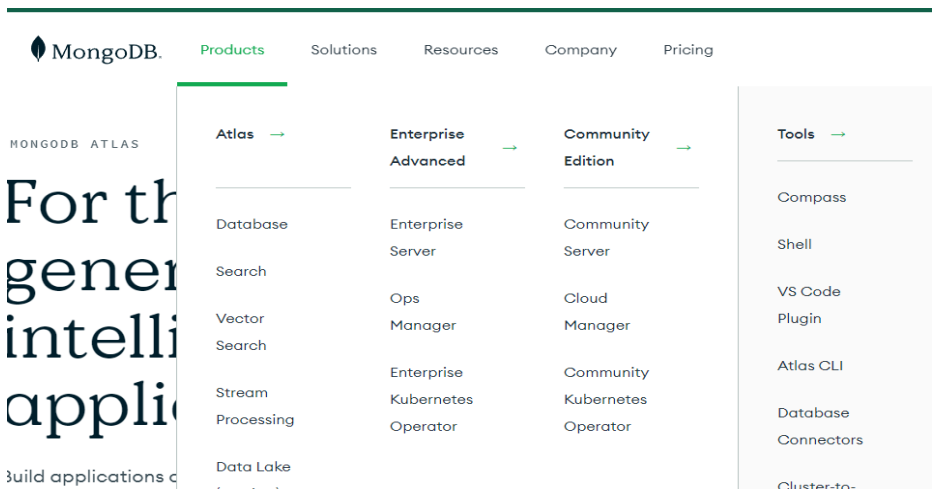 MongoDB.
Products
Solutions
Resources
Company
Pricing
MONGODB ATLAS
For th
gener
intelli
applic
Build applications
Atlas →
Database
Search
Vector
Search
Stream
Processing
Data Lake
Enterprise
Advanced →
Enterprise
Server
Ops
Manager
Enterprise
Kubernetes
Operator
Community
Edition →
Community
Server
Cloud
Manager
Community
Kubernetes
Operator
Tools →
Compass
Shell
VS Code
Plugin
Atlas CLI
Database
Connectors
Cluster-to-